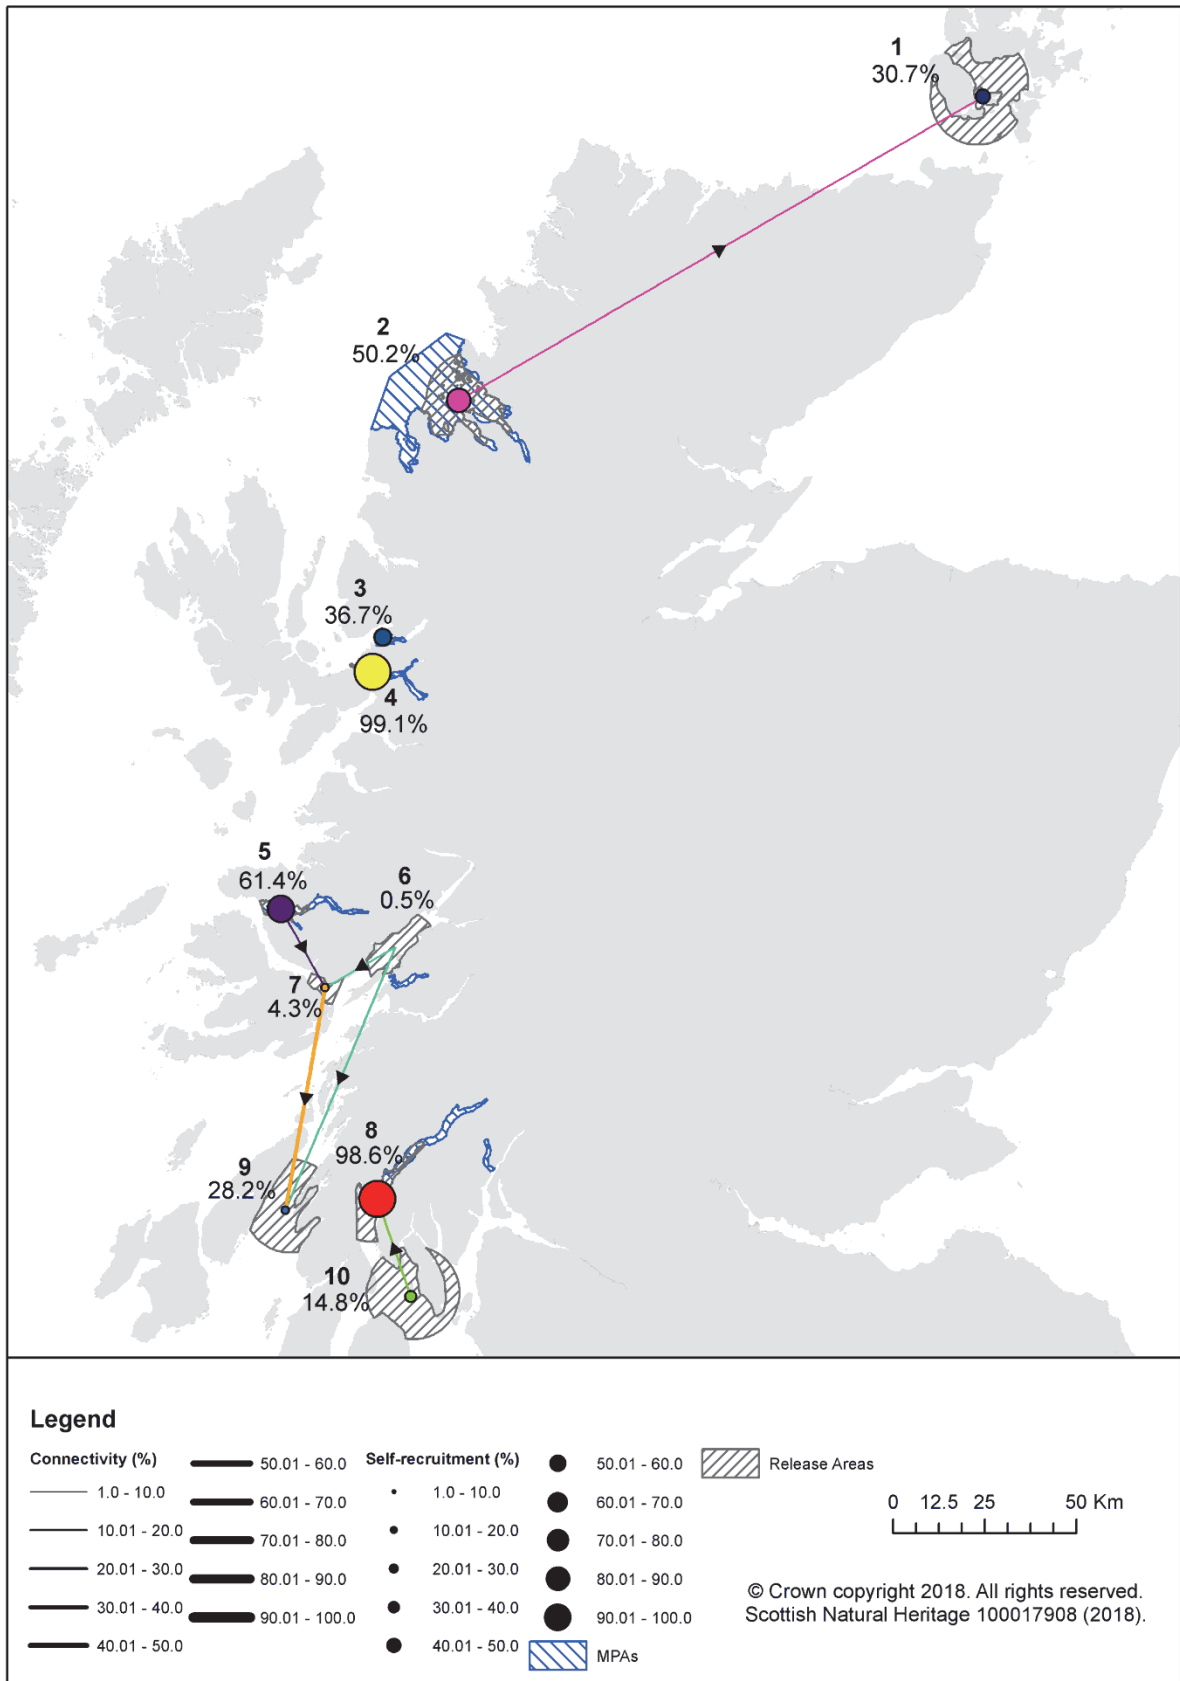 1
30.7%
2
50.2%
3
36.7%
4
99.1%
5
61.4%
6
0.5%
7
4.3%
8
98.6%
9
28.2%
10
14.8%
Legend
Connectivity (%)
1.0 - 10.0
10.01 - 20.0
20.01 - 30.0
30.01 - 40.0
40.01 - 50.0
50.01 - 60.0
60.01 - 70.0
70.01 - 80.0
80.01 - 90.0
90.01 - 100.0
Self-recruitment (%)
1.0 - 10.0
10.01 - 20.0
20.01 - 30.0
30.01 - 40.0
40.01 - 50.0
50.01 - 60.0
60.01 - 70.0
70.01 - 80.0
80.01 - 90.0
90.01 - 100.0
MPAs
Release Areas
0 12.5 25 50 Km
© Crown copyright 2018. All rights reserved.
Scottish Natural Heritage 100017908 (2018).